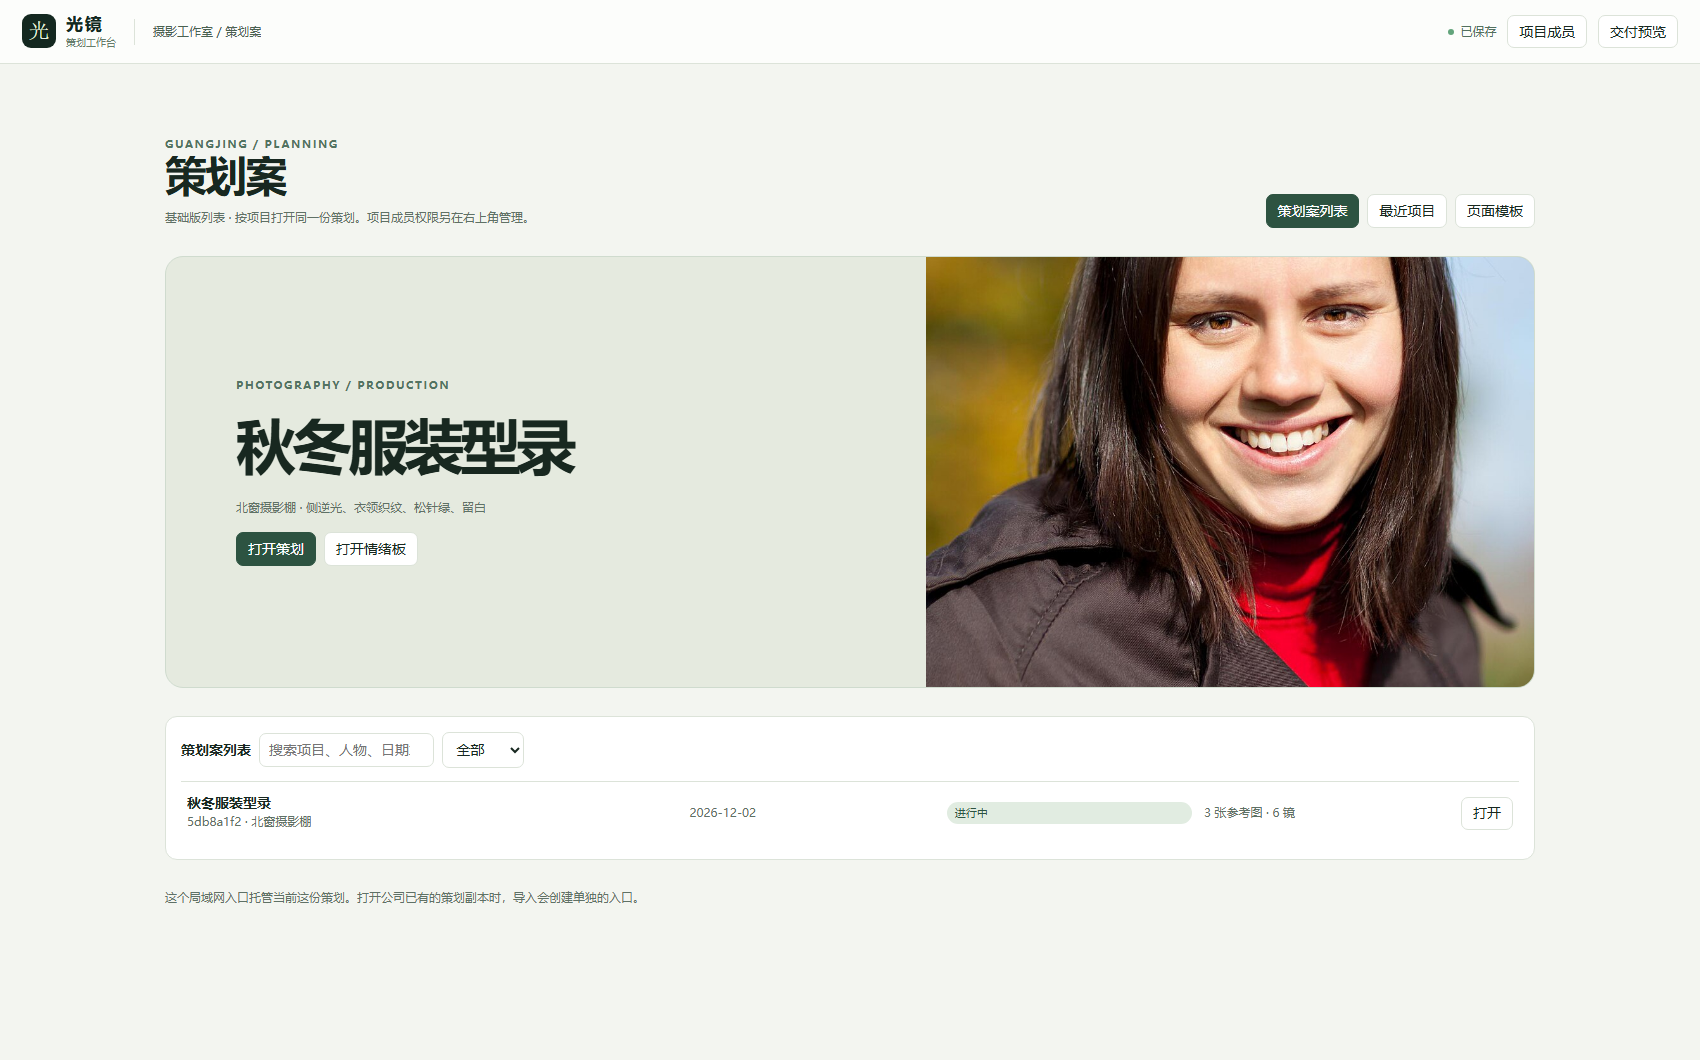 光
光镜
策划工作台
摄影工作室 / 策划案
已保存
项目成员
交付预览
GUANGJING / PLANNING
策划案
基础版列表 · 按项目打开同一份策划。项目成员权限另在右上角管理。
策划案列表
最近项目
页面模板
PHOTOGRAPHY / PRODUCTION
秋冬服装型录
北窗摄影棚 · 侧逆光、衣领织纹、松针绿、留白
打开策划
打开情绪板
策划案列表
搜索项目、人物、日期
全部
秋冬服装型录
5db8a1f2 · 北窗摄影棚
2026-12-02
进行中
3 张参考图 · 6 镜
打开
这个局域网入口托管当前这份策划。打开公司已有的策划副本时，导入会创建单独的入口。